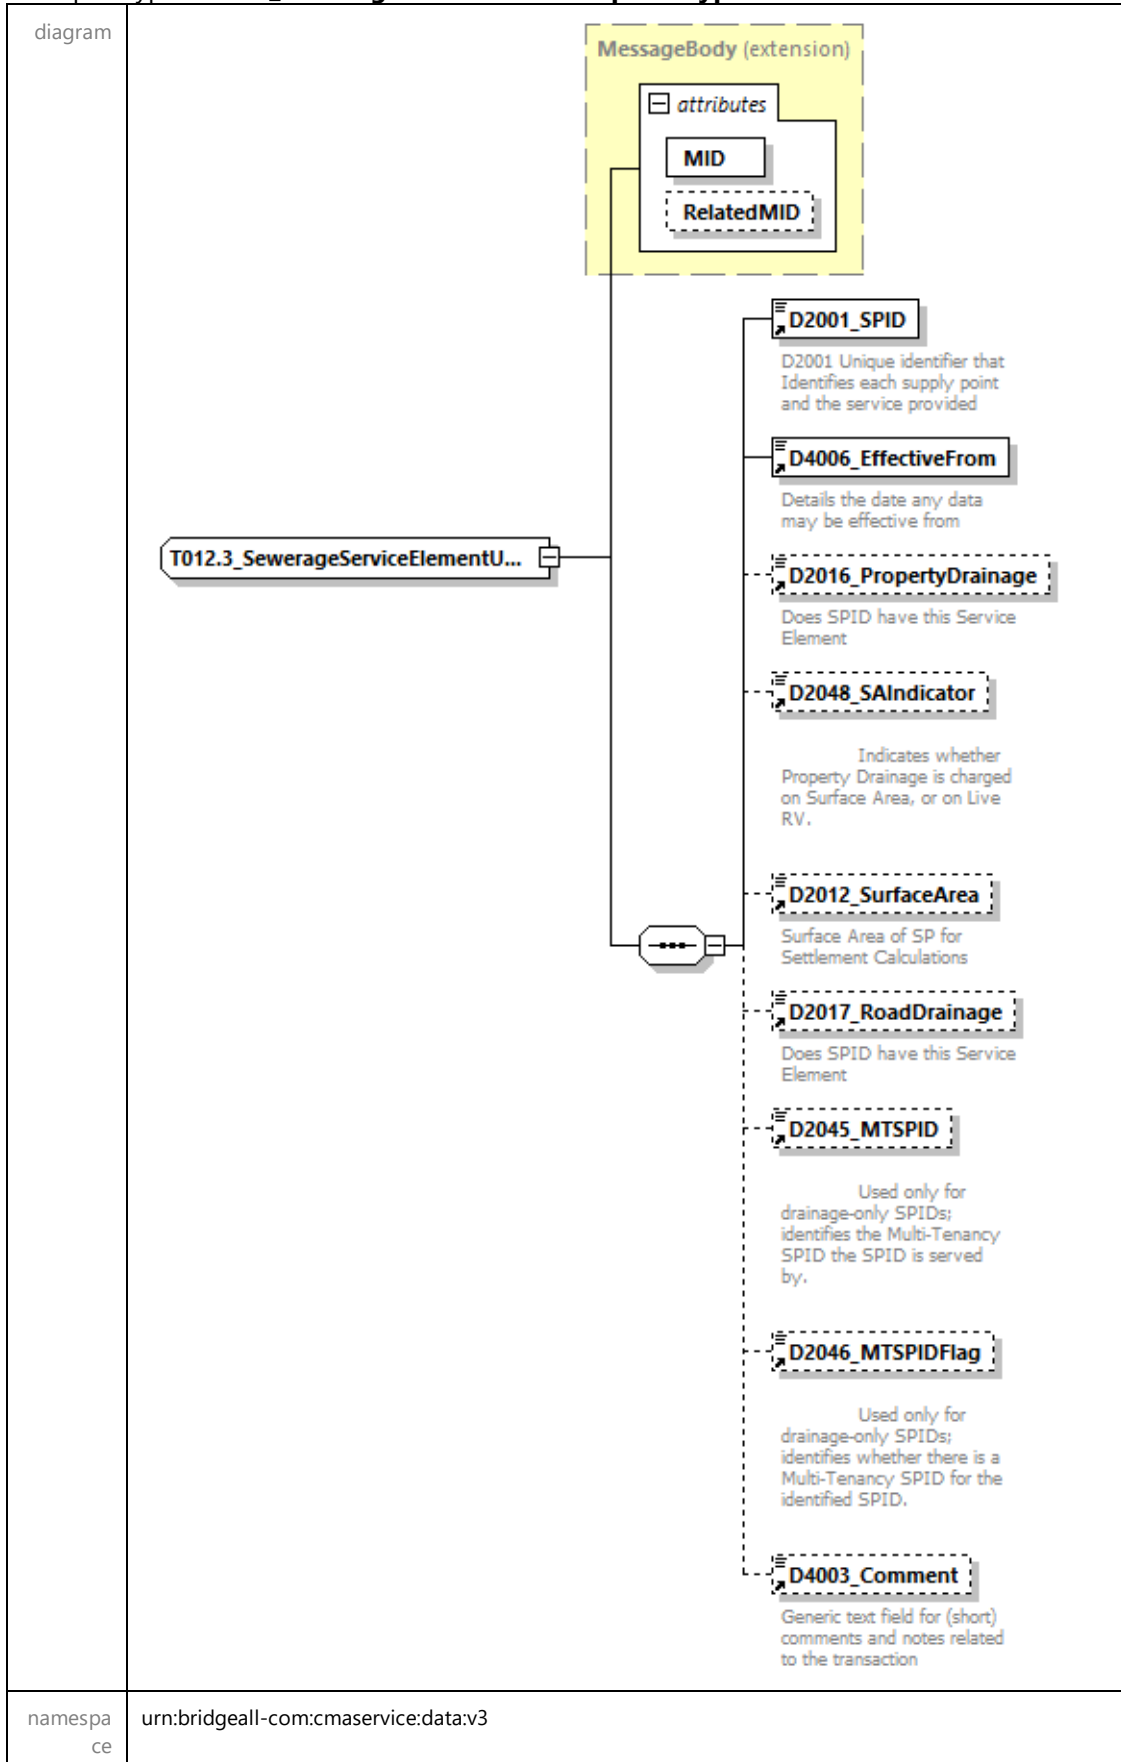 diagram
MessageBody (extension)
attributes
MID
RelatedMID
D2001_SPID
D2001 Unique identifier that
Identifies each supply point
and the service provided
D4006_EffectiveFrom
Details the date any data
may be effective from
T012.3_SewerageServiceElementU...
D2016_PropertyDrainage
Does SPID have this Service
Element
D2048_SAIndicator
Indicates whether
Property Drainage is charged
on Surface Area, or on Live
RV.
D2012_SurfaceArea
Surface Area of SP for
Settlement Calculations
D2017_RoadDrainage
Does SPID have this Service
Element
D2045_MTSPID
Used only for
drainage-only SPIDs;
identifies the Multi-Tenancy
SPID the SPID is served
by.
D2046_MTSPIDFlag
Used only for
drainage-only SPIDs;
identifies whether there is a
Multi-Tenancy SPID for the
identified SPID.
D4003_Comment
Generic text field for (short)
comments and notes related
to the transaction
namespa
ce
urn:bridgeall-com:cmaservice:data:v3